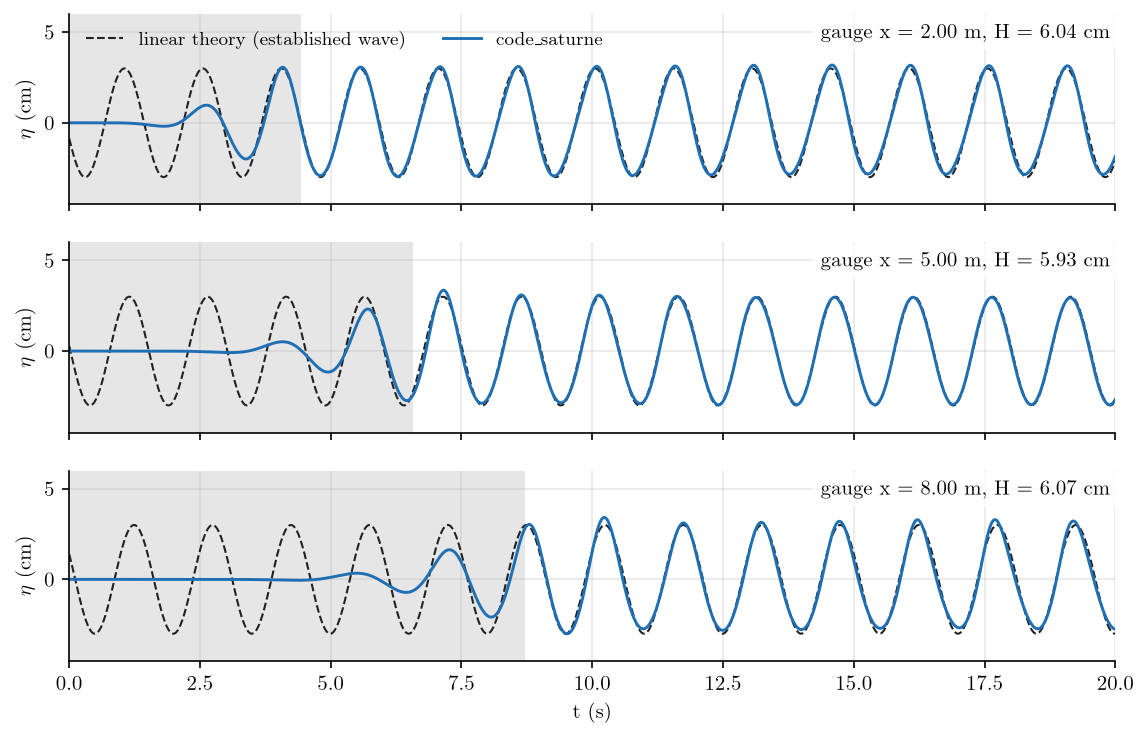 linear theory (established wave)
code_saturne
gauge x = 2.00 m, H = 6.04 cm
η (cm)
5
0
gauge x = 5.00 m, H = 5.93 cm
η (cm)
5
0
gauge x = 8.00 m, H = 6.07 cm
η (cm)
5
0
0.0 2.5 5.0 7.5 10.0 12.5 15.0 17.5 20.0
t (s)